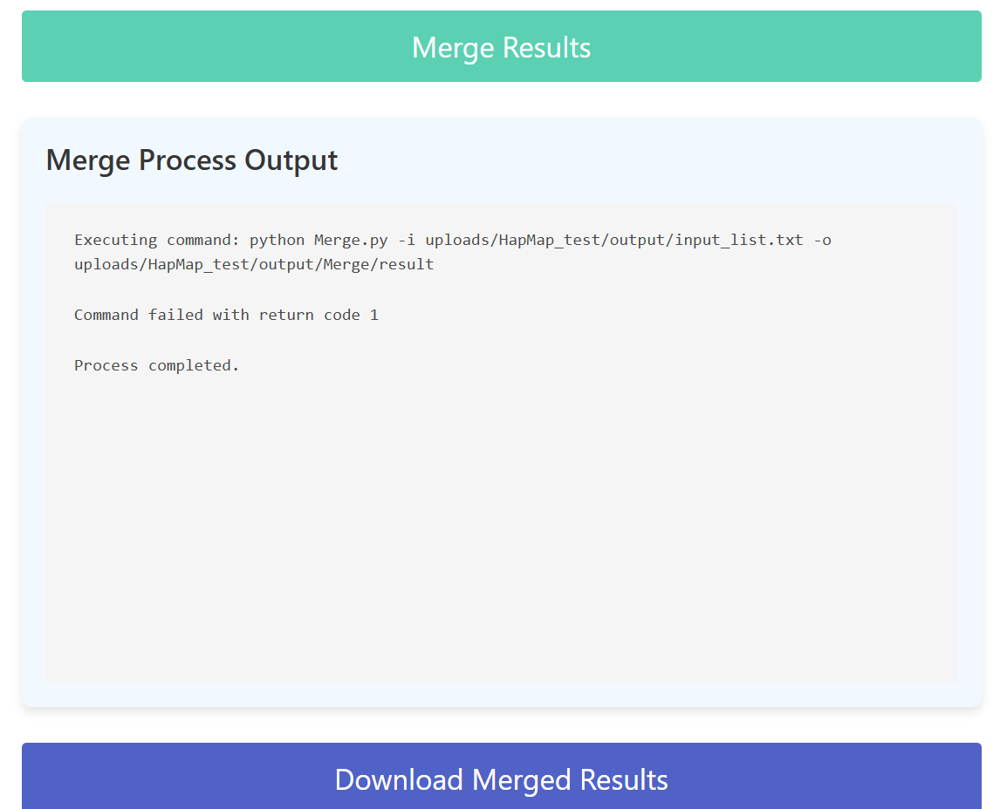 Merge Results
Merge Process Output
Executing command: python Merge.py -i uploads/HapMap_test/output/input_list.txt -o
uploads/HapMap_test/output/Merge/result
Command failed with return code 1
Process completed.
Download Merged Results